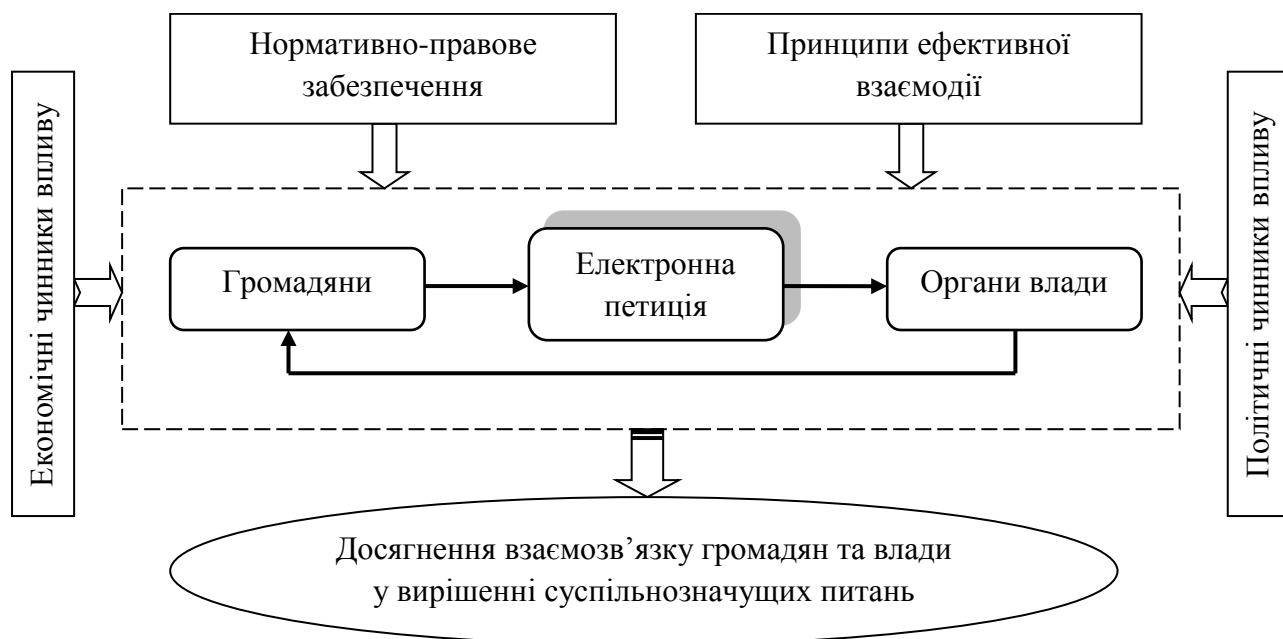 Нормативно-правове
забезпечення
Принципи ефективної
взаємодії
Економічні чинники впливу
Громадяни
Електронна
петиція
Органи влади
Політичні чинники впливу
Досягнення взаємозв’язку громадян та влади
у вирішенні суспільнозначущих питань